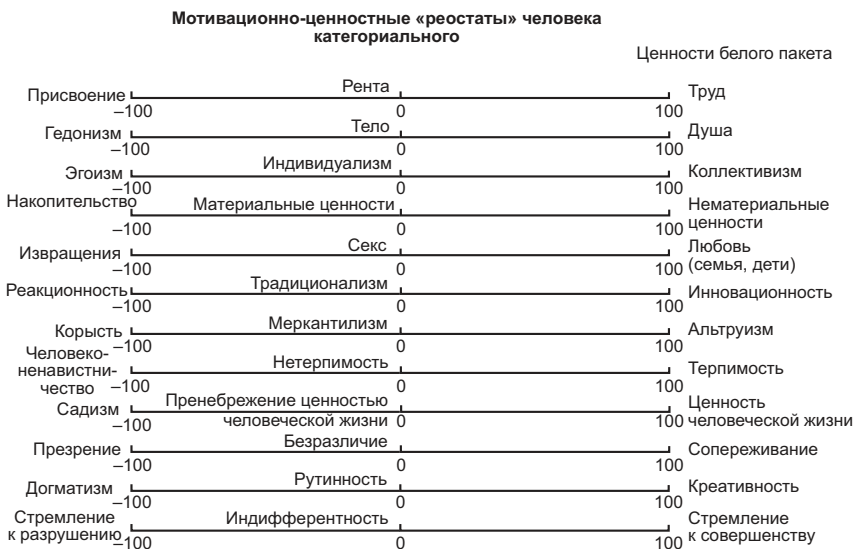 Мотивационно-ценностные «реостаты» человека
категориального
Ценности белого пакета
Присвоение Рента Труд
–100 0 100
Гедонизм Тело Душа
–100 0 100
Эгоизм Индивидуализм Коллективизм
–100 0 100
Накопительство Материальные ценности Нематериальные
ценности
–100 0 100
Извращения Секс Любовь
(семья, дети)
–100 0 100
Реакционность Традиционализм Инновационность
–100 0 100
Корысть Меркантилизм Альтруизм
–100 0 100
Человеко-
ненавистни-
чество
Нетерпимость Терпимость
–100 0 100
Садизм Пренебрежение ценностью
человеческой жизни
Ценность
человеческой жизни
–100 0 100
Презрение Безразличие Сопереживание
–100 0 100
Догматизм Рутинность Креативность
–100 0 100
Стремление
к разрушению
Индифферентность Стремление
к совершенству
–100 0 100